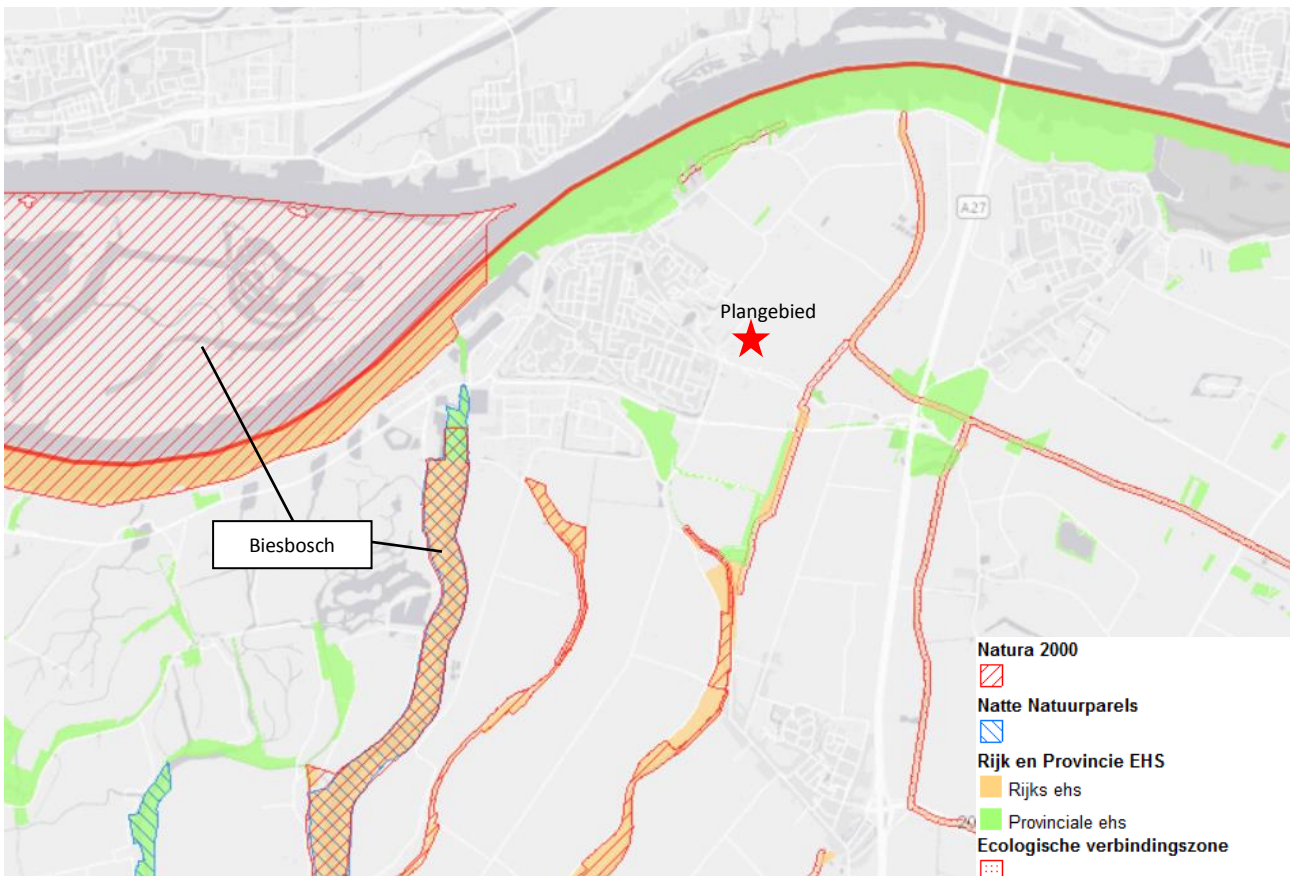 A27
Plangebied
Biesbosch
Natura 2000
Natte Natuurparels
Rijk en Provincie EHS
Rijks ehs
Provinciale ehs
Ecologische verbindingszone